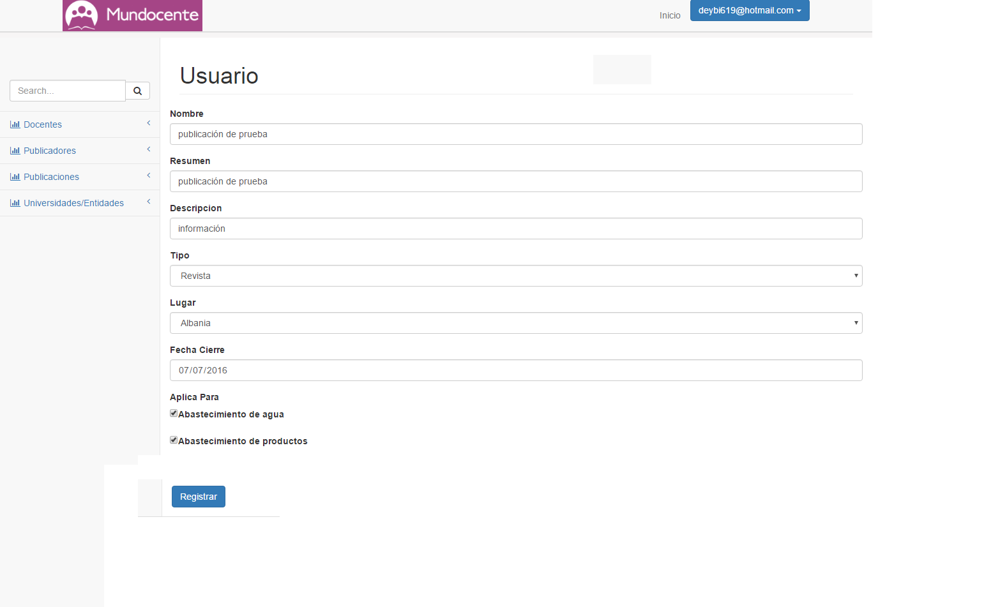 Mundocente
Inicio
deybi619@hotmail.com
Search...
Docentes
Publicadores
Publicaciones
Universidades/Entidades
Usuario
Nombre
publicación de prueba
Resumen
publicación de prueba
Descripcion
información
Tipo
Revista
Lugar
Albania
Fecha Cierre
07/07/2016
Aplica Para
Abastecimiento de agua
Abastecimiento de productos
Registrar